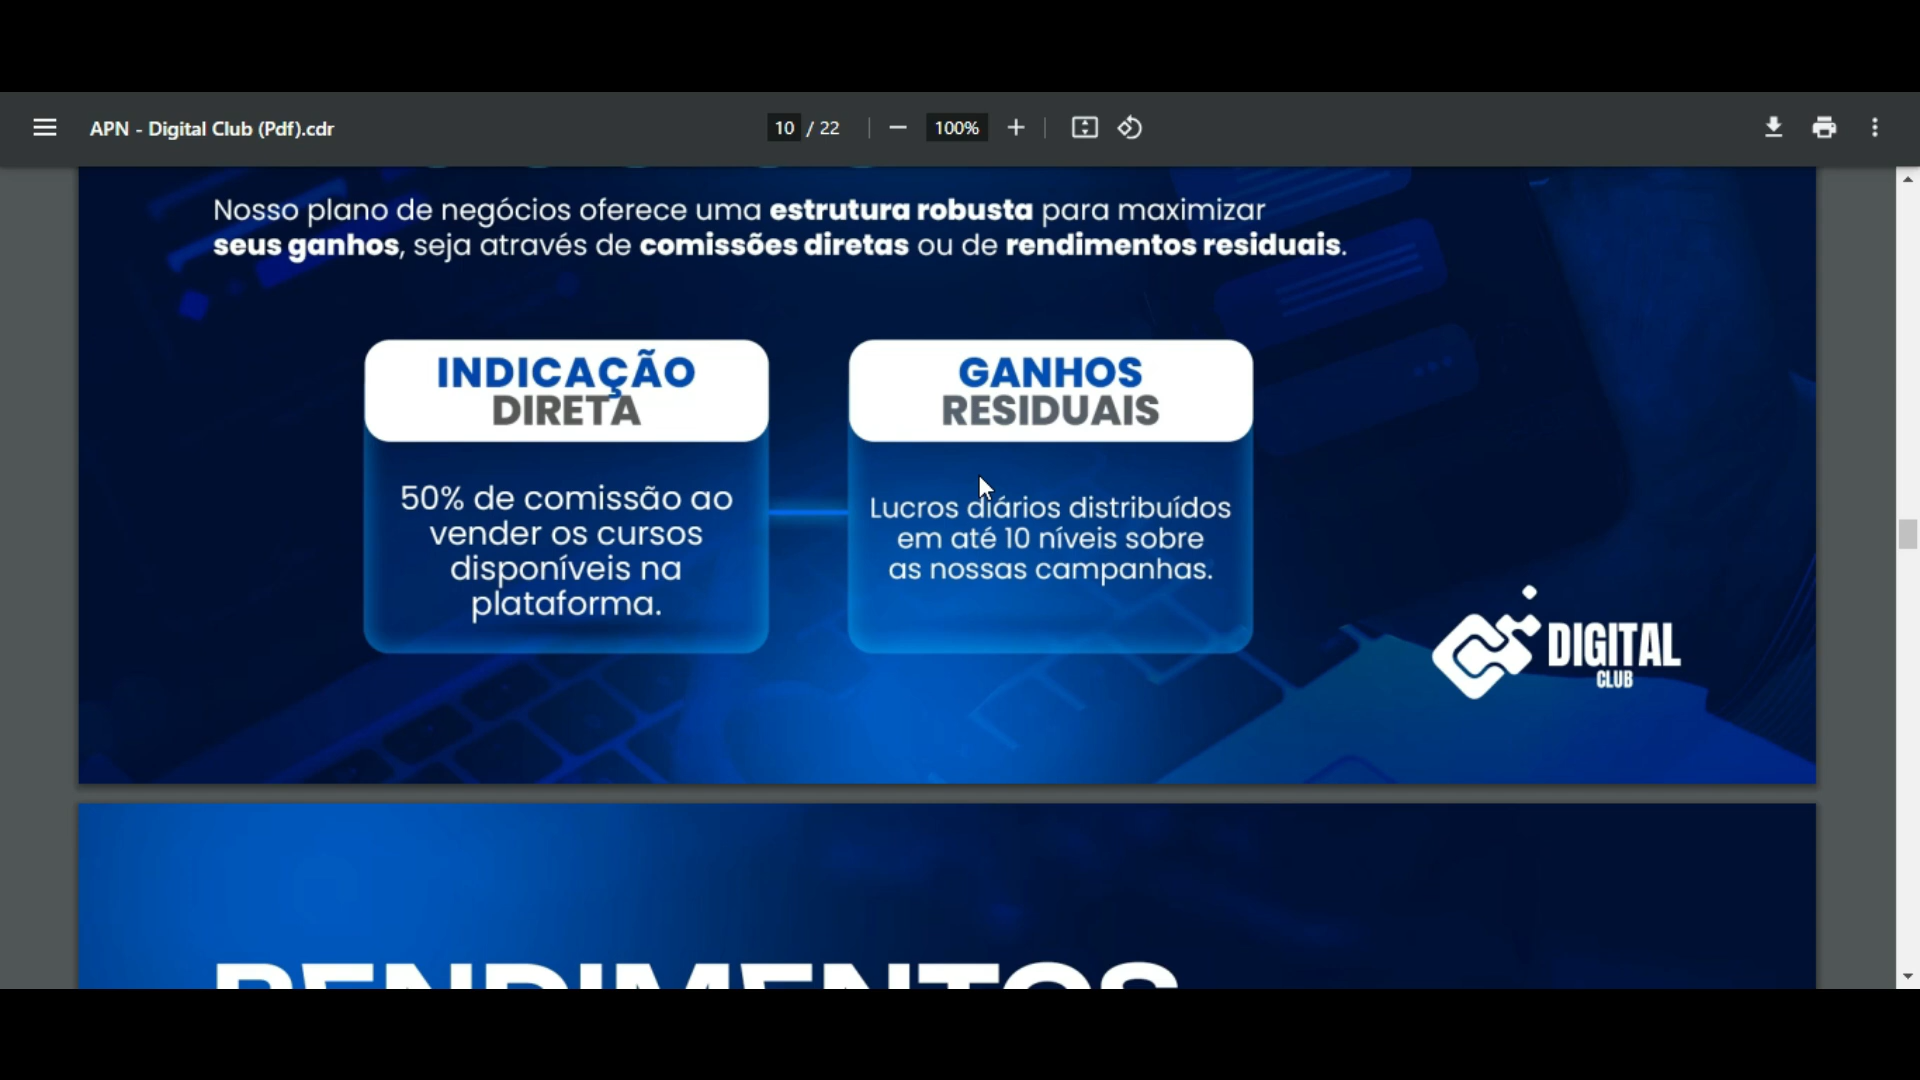 APN - Digital Club (Pdf).cdr
10 / 22
100%
Nosso plano de negócios oferece uma estrutura robusta para maximizar
seus ganhos, seja através de comissões diretas ou de rendimentos residuais.
INDICAÇÃO
DIRETA
50% de comissão ao
vender os cursos
disponíveis na
plataforma.
GANHOS
RESIDUAIS
Lucros diários distribuídos
em até 10 níveis sobre
as nossas campanhas.
DIGITAL
CLUB
RENDIMENTOS